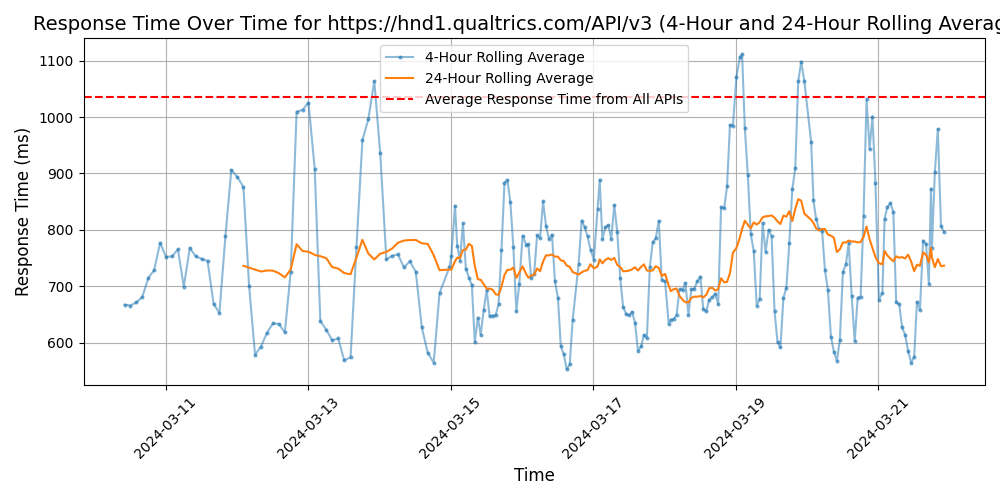 Response Time Over Time for https://hnd1.qualtrics.com/API/v3 (4-Hour and 24-Hour Rolling Averag
4-Hour Rolling Average
24-Hour Rolling Average
Average Response Time from All APIs
Response Time (ms)
1100
1000
900
800
700
600
2024-03-11
2024-03-13
2024-03-15
2024-03-17
2024-03-19
2024-03-21
Time